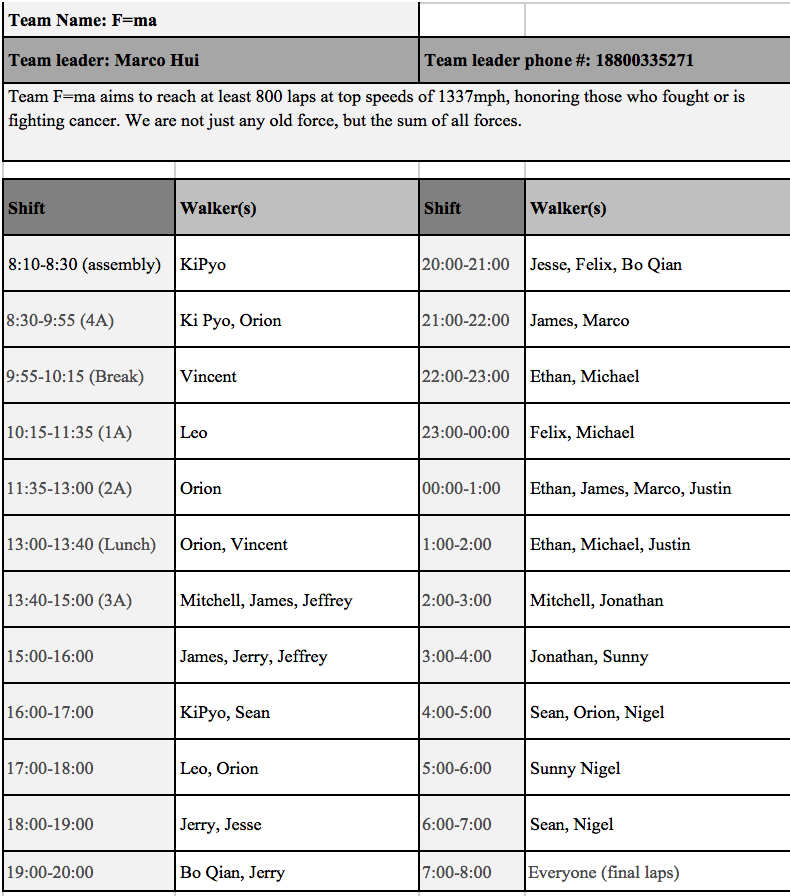 Team Name: F=ma
Team leader: Marco Hui Team leader phone #: 18800335271
Team F=ma aims to reach at least 800 laps at top speeds of 1337mph, honoring those who fought or is
fighting cancer. We are not just any old force, but the sum of all forces.
Shift Walker(s) Shift Walker(s)
8:10-8:30 (assembly) KiPyo 20:00-21:00 Jesse, Felix, Bo Qian
8:30-9:55 (4A) Ki Pyo, Orion 21:00-22:00 James, Marco
9:55-10:15 (Break) Vincent 22:00-23:00 Ethan, Michael
10:15-11:35 (1A) Leo 23:00-00:00 Felix, Michael
11:35-13:00 (2A) Orion 00:00-1:00 Ethan, James, Marco, Justin
13:00-13:40 (Lunch) Orion, Vincent 1:00-2:00 Ethan, Michael, Justin
13:40-15:00 (3A) Mitchell, James, Jeffrey 2:00-3:00 Mitchell, Jonathan
15:00-16:00 James, Jerry, Jeffrey 3:00-4:00 Jonathan, Sunny
16:00-17:00 KiPyo, Sean 4:00-5:00 Sean, Orion, Nigel
17:00-18:00 Leo, Orion 5:00-6:00 Sunny Nigel
18:00-19:00 Jerry, Jesse 6:00-7:00 Sean, Nigel
19:00-20:00 Bo Qian, Jerry 7:00-8:00 Everyone (final laps)